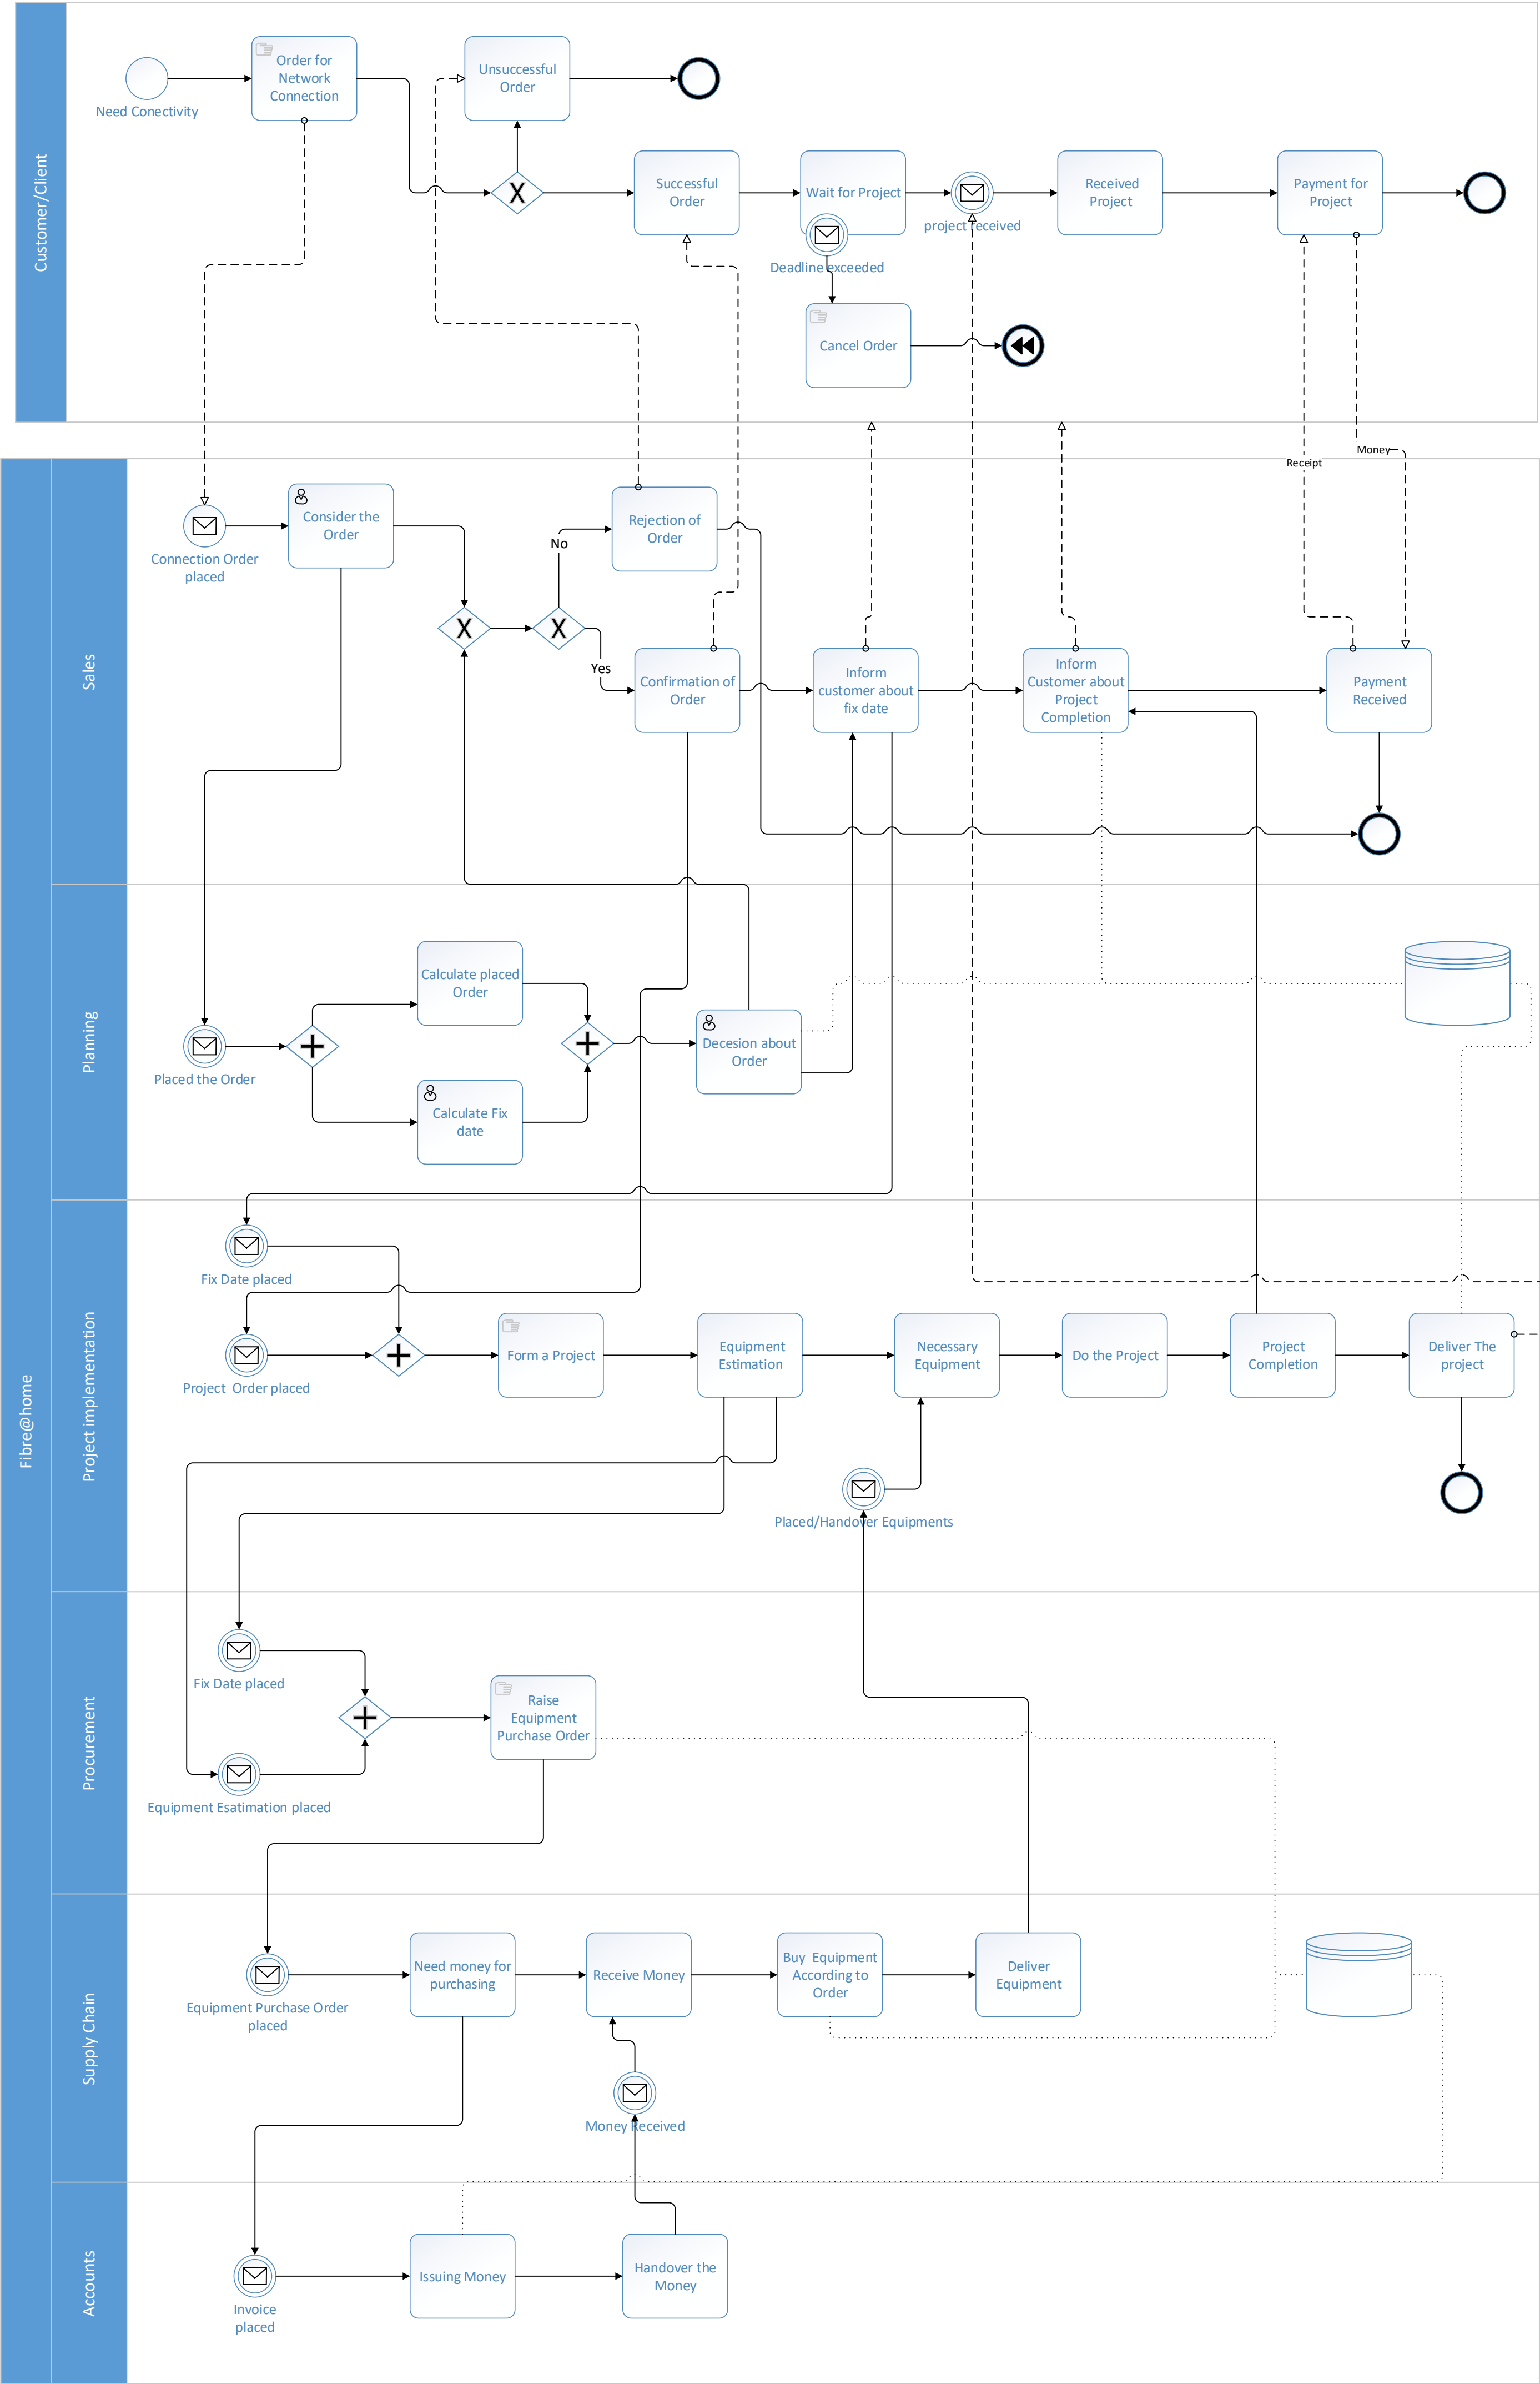 Customer/Client
Need Conectivity
Order for
Network
Connection
Unsuccessful
Order
X
Successful
Order
Wait for Project
Deadline exceeded
project received
Received
Project
Payment for
Project
Cancel Order
Money
Receipt
Fibre@home
Sales
Connection Order
placed
Consider the
Order
X
X
No
Yes
Rejection of
Order
Confirmation of
Order
Inform
customer about
fix date
Inform
Customer about
Project
Completion
Payment
Received
Planning
Placed the Order
Calculate placed
Order
Calculate Fix
date
Decesion about
Order
Project implementation
Fix Date placed
Project Order placed
Form a Project
Equipment
Estimation
Necessary
Equipment
Do the Project
Project
Completion
Deliver The
project
Placed/Handover Equipments
Procurement
Fix Date placed
Equipment Esatimation placed
Raise
Equipment
Purchase Order
Supply Chain
Equipment Purchase Order
placed
Need money for
purchasing
Receive Money
Buy Equipment
According to
Order
Deliver
Equipment
Money Received
Accounts
Invoice
placed
Issuing Money
Handover the
Money